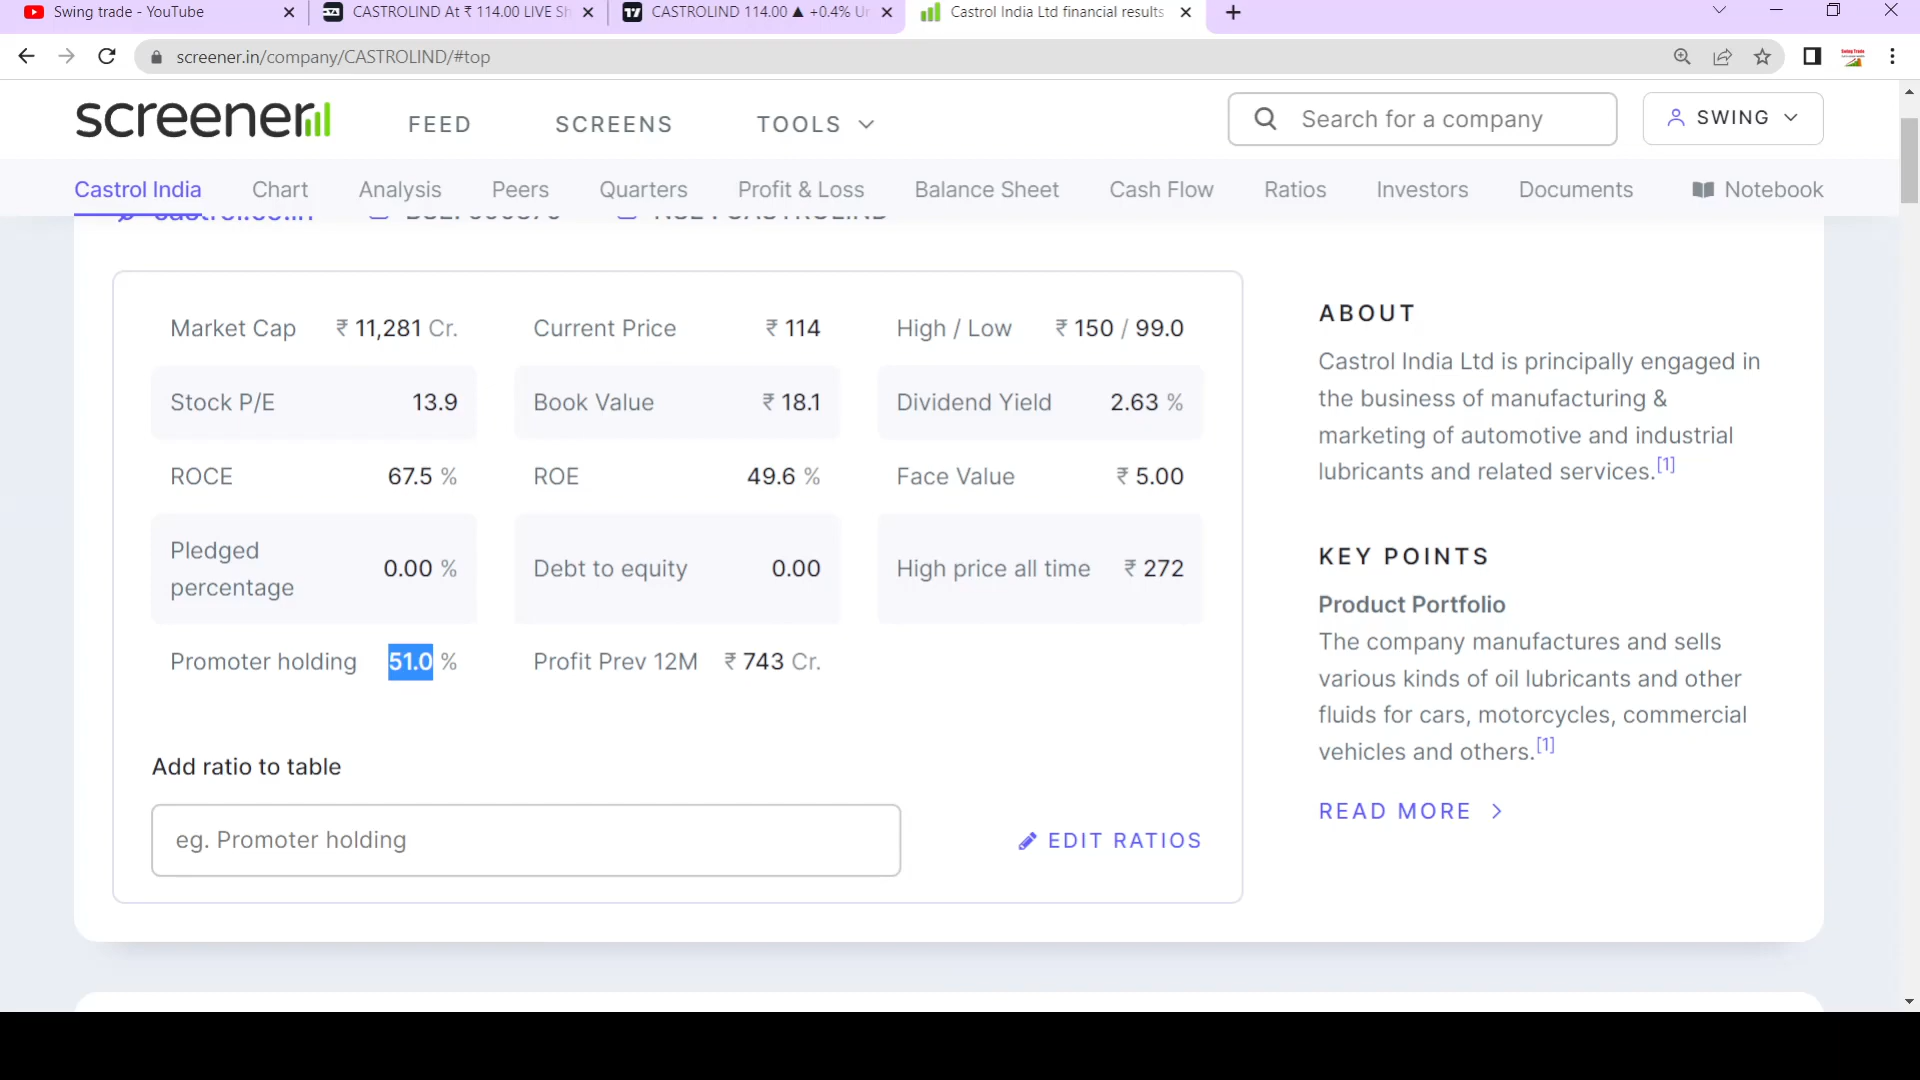 Swing trade - YouTube
CASTROLIND At ₹ 114.00 LIVE Sh
CASTROLIND 114.00 ▲ +0.4% Un
Castrol India Ltd financial results
screener.in/company/CASTROLIND/#top
screener
FEED
SCREENS
TOOLS
Search for a company
SWING
Castrol India
Chart
Analysis
Peers
Quarters
Profit & Loss
Balance Sheet
Cash Flow
Ratios
Investors
Documents
Notebook
castrol.co.in
NSE : CASTROLIND
Market Cap ₹ 11,281 Cr.
Current Price ₹ 114
High / Low ₹ 150 / 99.0
Stock P/E 13.9
Book Value ₹ 18.1
Dividend Yield 2.63 %
ROCE 67.5 %
ROE 49.6 %
Face Value ₹ 5.00
Pledged
percentage 0.00 %
Debt to equity 0.00
High price all time ₹ 272
Promoter holding 51.0 %
Profit Prev 12M ₹ 743 Cr.
Add ratio to table
eg. Promoter holding
EDIT RATIOS
ABOUT
Castrol India Ltd is principally engaged in
the business of manufacturing &
marketing of automotive and industrial
lubricants and related services.[1]
KEY POINTS
Product Portfolio
The company manufactures and sells
various kinds of oil lubricants and other
fluids for cars, motorcycles, commercial
vehicles and others.[1]
READ MORE